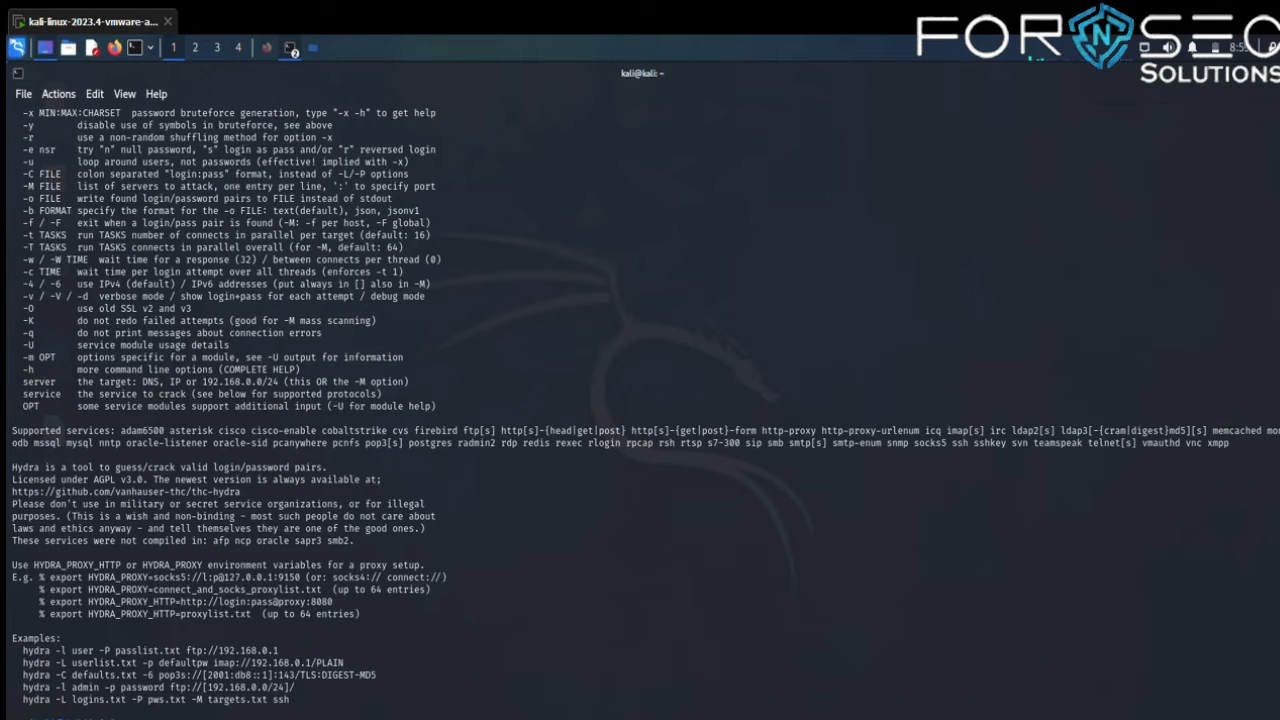 kali-linux-2023.4-vmware-a...
1 2 3 4
2
FOR N SEC
SOLUTIONS
kali@kali: ~
File Actions Edit View Help
-x MIN:MAX:CHARSET  password bruteforce generation, type "-x -h" to get help
-y        disable use of symbols in bruteforce, see above
-r        use a non-random shuffling method for option -x
-e nsr    try "n" null password, "s" login as pass and/or "r" reversed login
-u        loop around users, not passwords (effective! implied with -x)
-C FILE   colon separated "login:pass" format, instead of -L/-P options
-M FILE   list of servers to attack, one entry per line, ':' to specify port
-o FILE   write found login/password pairs to FILE instead of stdout
-b FORMAT specify the format for the -o FILE: text(default), json, jsonv1
-f / -F   exit when a login/pass pair is found (-M: -f per host, -F global)
-t TASKS  run TASKS number of connects in parallel per target (default: 16)
-T TASKS  run TASKS connects in parallel overall (for -M, default: 64)
-w / -W TIME  wait time for a response (32) / between connects per thread (0)
-c TIME   wait time per login attempt over all threads (enforces -t 1)
-4 / -6   use IPv4 (default) / IPv6 addresses (put always in [] also in -M)
-v / -V / -d  verbose mode / show login+pass for each attempt / debug mode
-O        use old SSL v2 and v3
-K        do not redo failed attempts (good for -M mass scanning)
-q        do not print messages about connection errors
-U        service module usage details
-m OPT    options specific for a module, see -U output for information
-h        more command line options (COMPLETE HELP)
server    the target: DNS, IP or 192.168.0.0/24 (this OR the -M option)
service   the service to crack (see below for supported protocols)
OPT       some service modules support additional input (-U for module help)
Supported services: adam6500 asterisk cisco cisco-enable cobaltstrike cvs firebird ftp[s] http[s]-{head|get|post} http[s]-{get|post}-form http-proxy http-proxy-urlenum icq imap[s] irc ldap2[s] ldap3[-{cram|digest}md5][s] memcached mon
odb mssql mysql nntp oracle-listener oracle-sid pcanywhere pcnfs pop3[s] postgres radmin2 rdp redis rexec rlogin rpcap rsh rtsp s7-300 sip smb smtp[s] smtp-enum snmp socks5 ssh sshkey svn teamspeak telnet[s] vmauthd vnc xmpp
Hydra is a tool to guess/crack valid login/password pairs.
Licensed under AGPL v3.0. The newest version is always available at;
https://github.com/vanhauser-thc/thc-hydra
Please don't use in military or secret service organizations, or for illegal
purposes. (This is a wish and non-binding - most such people do not care about
laws and ethics anyway - and tell themselves they are one of the good ones.)
These services were not compiled in: afp ncp oracle sapr3 smb2.
Use HYDRA_PROXY_HTTP or HYDRA_PROXY environment variables for a proxy setup.
E.g. % export HYDRA_PROXY=socks5://l:p@127.0.0.1:9150 (or: socks4:// connect://)
% export HYDRA_PROXY=connect_and_socks_proxylist.txt  (up to 64 entries)
% export HYDRA_PROXY_HTTP=http://login:pass@proxy:8080
% export HYDRA_PROXY_HTTP=proxylist.txt  (up to 64 entries)
Examples:
hydra -l user -P passlist.txt ftp://192.168.0.1
hydra -L userlist.txt -p defaultpw imap://192.168.0.1/PLAIN
hydra -C defaults.txt -6 pop3s://[2001:db8::1]:143/TLS:DIGEST-MD5
hydra -l admin -p password ftp://[192.168.0.0/24]/
hydra -L logins.txt -P pws.txt -M targets.txt ssh